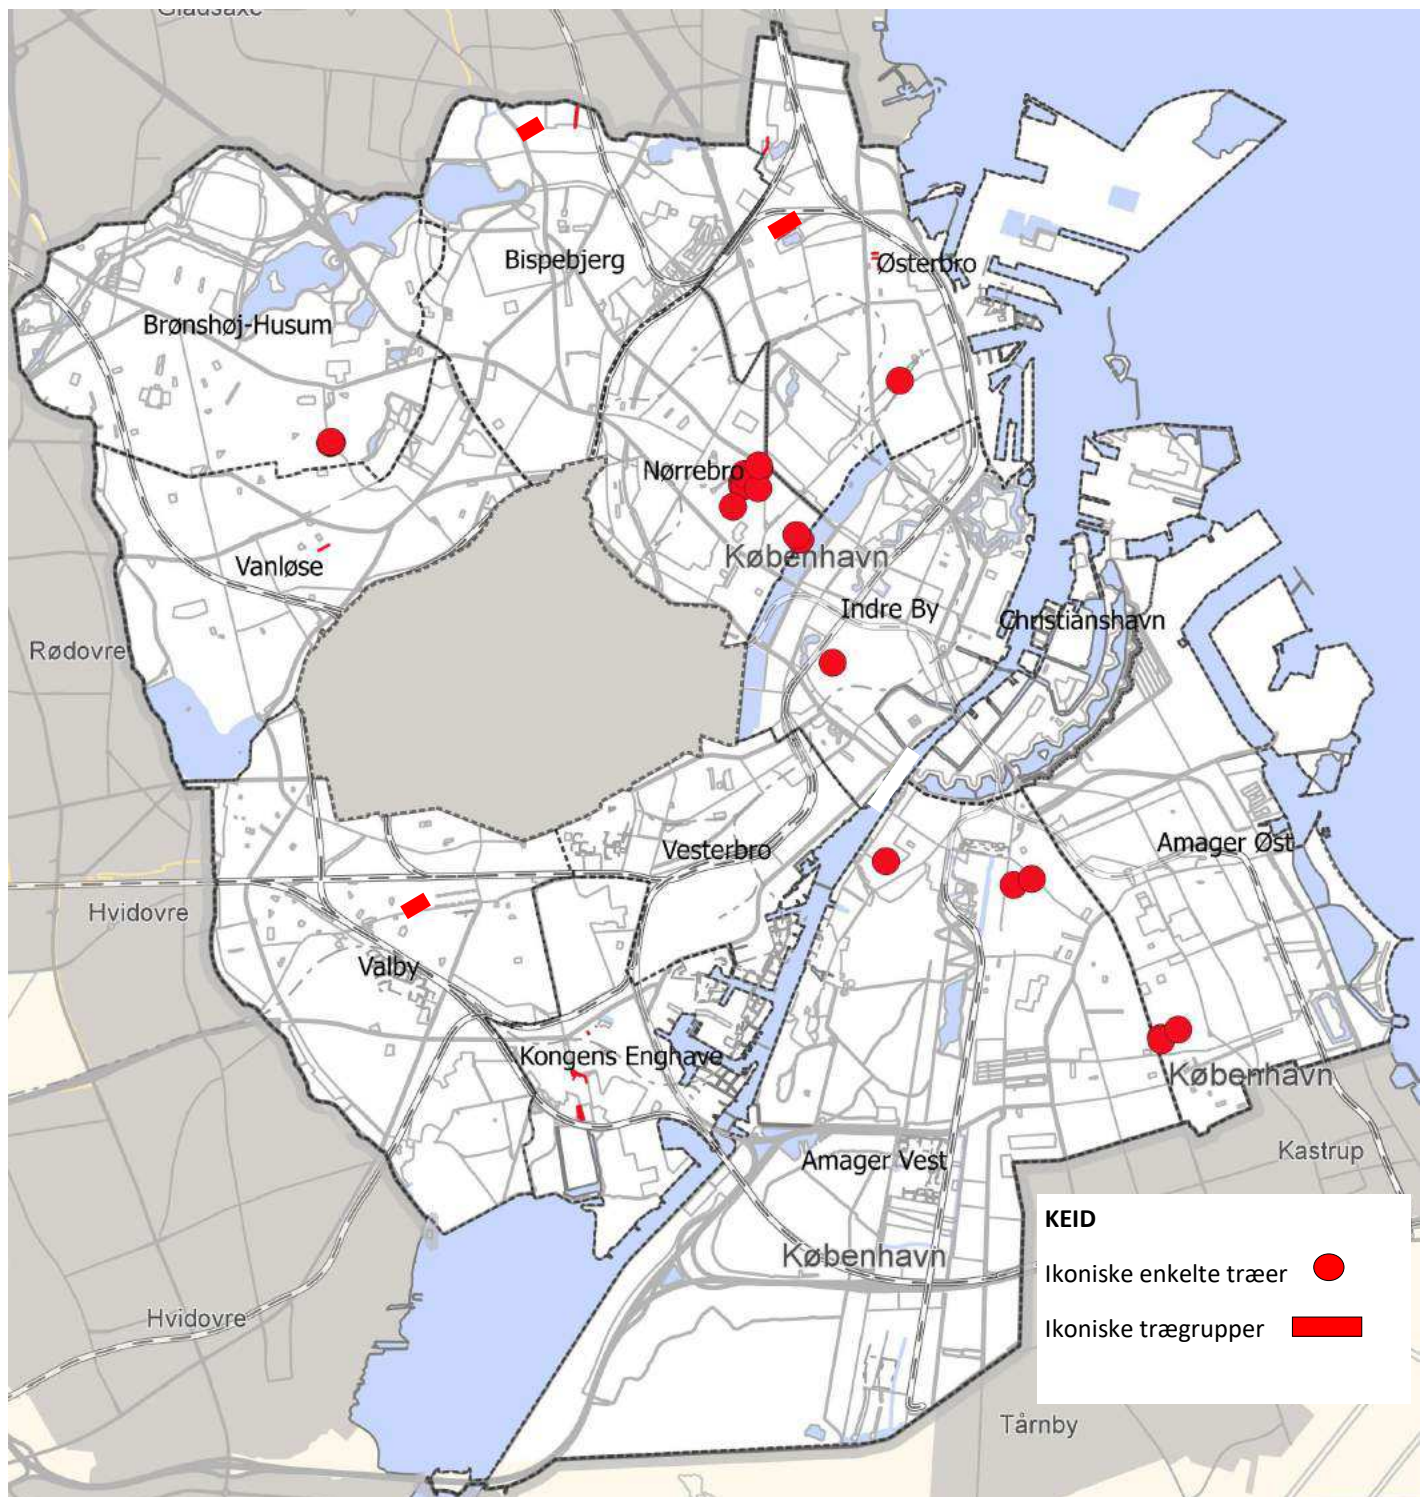 Gladsaxe
Bispebjerg
Østerbro
Brønshøj-Husum
Nørrebro
København
Vanløse
Indre By
Christianshavn
Rødovre
Vesterbro
Amager Øst
Hvidovre
Valby
Kongens Enghave
København
Amager Vest
Kastrup
København
Hvidovre
Tårnby
KEID
Ikoniske enkelte træer
Ikoniske trægrupper